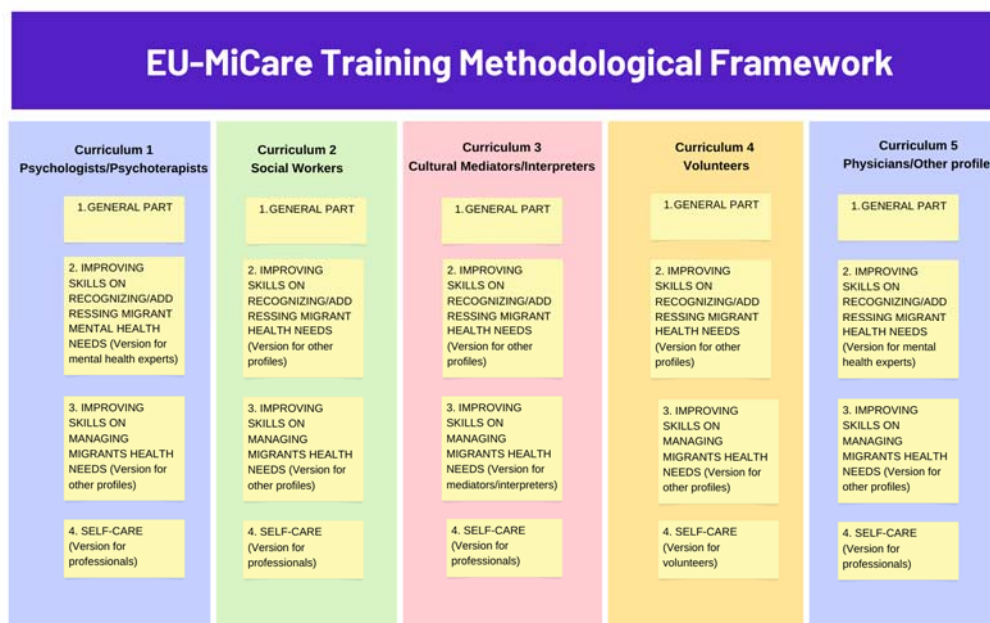 EU-MiCare Training Methodological Framework
Curriculum 1
Psychologists/Psychoterapists
1.GENERAL PART
2. IMPROVING
SKILLS ON
RECOGNIZING/ADD
RESSING MIGRANT
MENTAL HEALTH
NEEDS (Version for
mental health experts)
3. IMPROVING
SKILLS ON
MANAGING
MIGRANTS HEALTH
NEEDS (Version for
other profiles)
4. SELF-CARE
(Version for
professionals)
Curriculum 2
Social Workers
1.GENERAL PART
2. IMPROVING
SKILLS ON
RECOGNIZING/ADD
RESSING MIGRANT
HEALTH NEEDS
(Version for other
profiles)
3. IMPROVING
SKILLS ON
MANAGING
MIGRANTS HEALTH
NEEDS (Version for
other profiles)
4. SELF-CARE
(Version for
professionals)
Curriculum 3
Cultural Mediators/Interpreters
1.GENERAL PART
2. IMPROVING
SKILLS ON
RECOGNIZING/ADD
RESSING MIGRANT
HEALTH NEEDS
(Version for other
profiles)
3. IMPROVING
SKILLS ON
MANAGING
MIGRANTS HEALTH
NEEDS (Version for
mediators/interpreters)
4. SELF-CARE
(Version for
professionals)
Curriculum 4
Volunteers
1.GENERAL PART
2. IMPROVING
SKILLS ON
RECOGNIZING/ADD
RESSING MIGRANT
HEALTH NEEDS
(Version for other
profiles)
3. IMPROVING
SKILLS ON
MANAGING
MIGRANTS HEALTH
NEEDS (Version for
other profiles)
4. SELF-CARE
(Version for
volunteers)
Curriculum 5
Physicians/Other profile
1.GENERAL PART
2. IMPROVING
SKILLS ON
RECOGNIZING/ADD
RESSING MIGRANT
HEALTH NEEDS
(Version for mental
health experts)
3. IMPROVING
SKILLS ON
MANAGING
MIGRANTS HEALTH
NEEDS (Version for
other profiles)
4. SELF-CARE
(Version for
professionals)